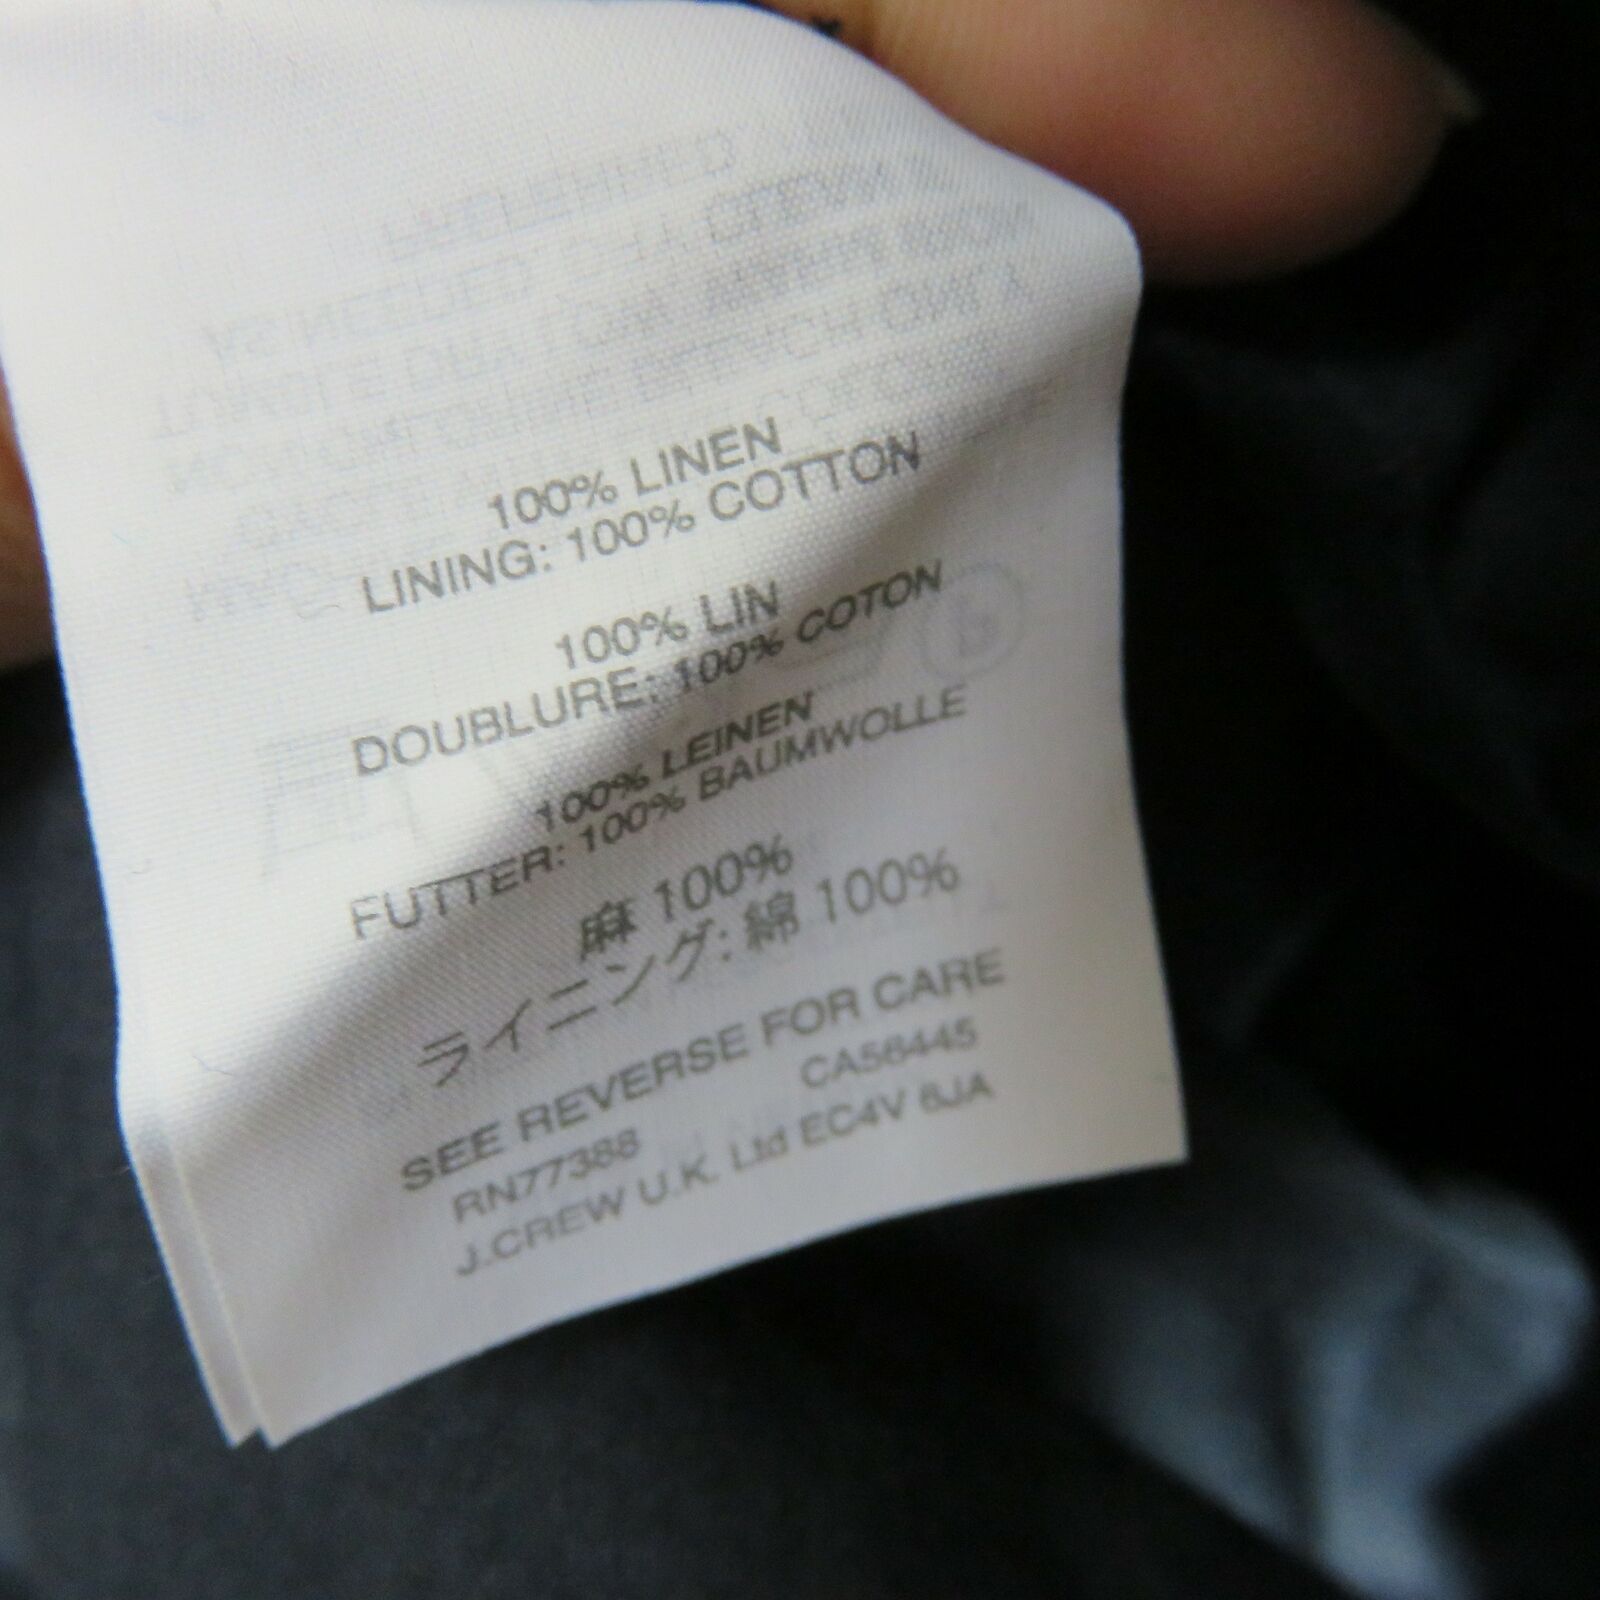 100% LINEN
LINING: 100% COTTON
100% LIN
DOUBLURE: 100% COTON
100% LEINEN
FUTTER: 100% BAUMWOLLE
麻 100%
ライニング: 綿 100%
SEE REVERSE FOR CARE
RN77388 CA56445
J.CREW U.K. Ltd EC4V 6JA